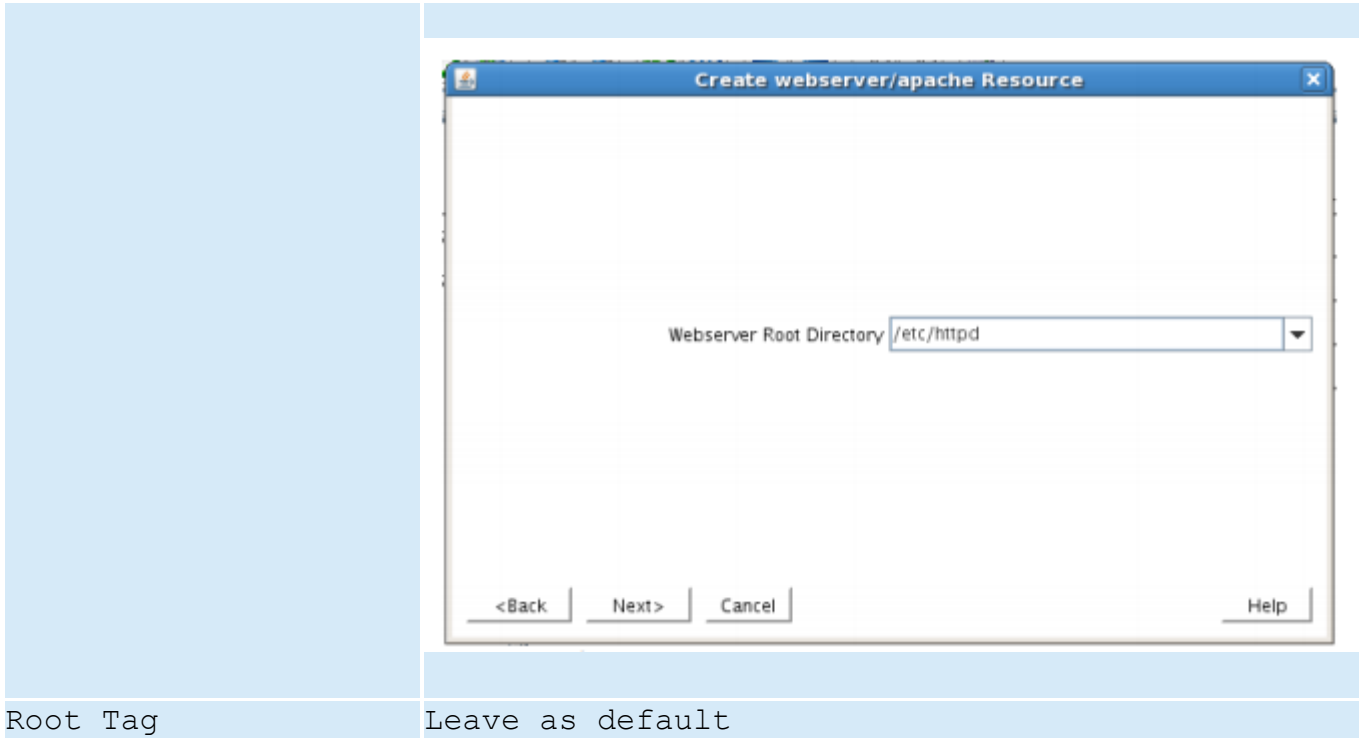 Create webserver/apache Resource
Webserver Root Directory /etc/httpd
<Back Next> Cancel Help
Root Tag Leave as default